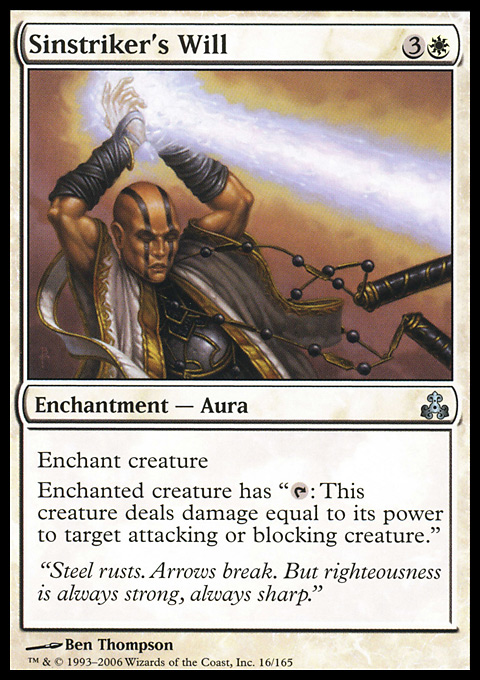 Sinstriker's Will 3
Enchantment — Aura
Enchant creature
Enchanted creature has “: This
creature deals damage equal to its power
to target attacking or blocking creature.”
“Steel rusts. Arrows break. But righteousness
is always strong, always sharp.”
Ben Thompson
™ & © 1993–2006 Wizards of the Coast, Inc. 16/165